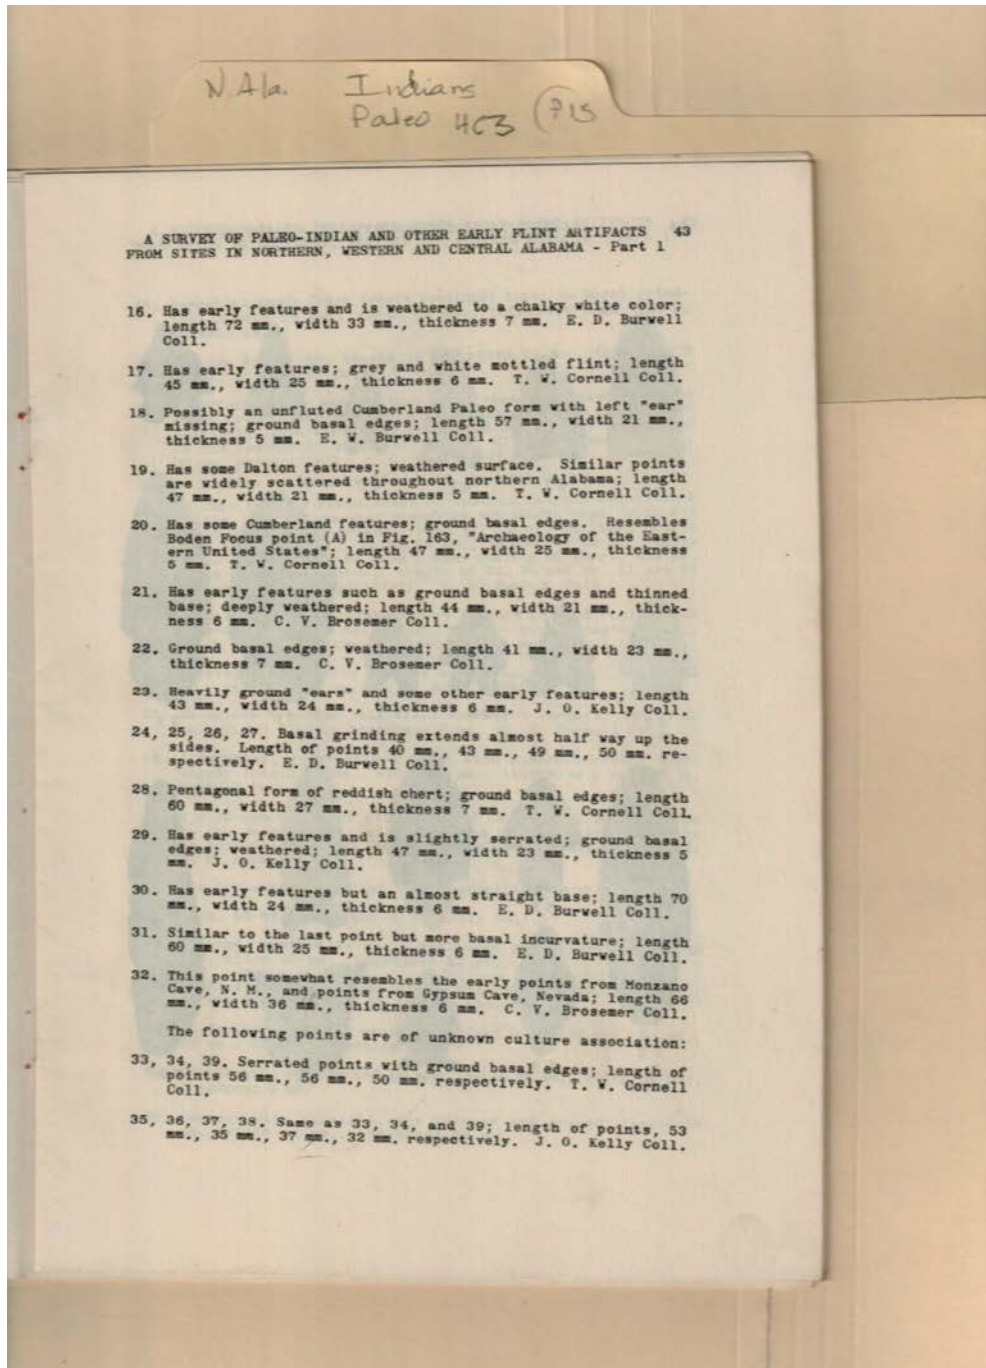 N Ala. Indians
Paleo 463 P15
A SURVEY OF PALEO-INDIAN AND OTHER EARLY FLINT ARTIFACTS 43
FROM SITES IN NORTHERN, WESTERN AND CENTRAL ALABAMA - Part 1
16. Has early features and is weathered to a chalky white color;
length 72 mm., width 33 mm., thickness 7 mm. E. D. Burwell
Coll.
17. Has early features; grey and white mottled flint; length
45 mm., width 25 mm., thickness 6 mm. T. W. Cornell Coll.
18. Possibly an unfluted Cumberland Paleo form with left "ear"
missing; ground basal edges; length 57 mm., width 21 mm.,
thickness 5 mm. E. W. Burwell Coll.
19. Has some Dalton features; weathered surface. Similar points
are widely scattered throughout northern Alabama; length
47 mm., width 21 mm., thickness 5 mm. T. W. Cornell Coll.
20. Has some Cumberland features; ground basal edges. Resembles
Boden Focus point (A) in Fig. 163, "Archaeology of the East-
ern United States"; length 47 mm., width 25 mm., thickness
5 mm. T. W. Cornell Coll.
21. Has early features such as ground basal edges and thinned
base; deeply weathered; length 44 mm., width 21 mm., thick-
ness 6 mm. C. V. Brosemer Coll.
22. Ground basal edges; weathered; length 41 mm., width 23 mm.,
thickness 7 mm. C. V. Brosemer Coll.
23. Heavily ground "ears" and some other early features; length
43 mm., width 24 mm., thickness 6 mm. J. O. Kelly Coll.
24, 25, 26, 27. Basal grinding extends almost half way up the
sides. Length of points 40 mm., 43 mm., 49 mm., 50 mm. re-
spectively. E. D. Burwell Coll.
28. Pentagonal form of reddish chert; ground basal edges; length
60 mm., width 27 mm., thickness 7 mm. T. W. Cornell Coll.
29. Has early features and is slightly serrated; ground basal
edges; weathered; length 47 mm., width 23 mm., thickness 5
mm. J. O. Kelly Coll.
30. Has early features but an almost straight base; length 70
mm., width 24 mm., thickness 6 mm. E. D. Burwell Coll.
31. Similar to the last point but more basal incurvature; length
60 mm., width 25 mm., thickness 6 mm. E. D. Burwell Coll.
32. This point somewhat resembles the early points from Monzano
Cave, N. M., and points from Gypsum Cave, Nevada; length 66
mm., width 36 mm., thickness 6 mm. C. V. Brosemer Coll.
The following points are of unknown culture association:
33, 34, 39. Serrated points with ground basal edges; length of
points 56 mm., 56 mm., 50 mm. respectively. T. W. Cornell
Coll.
35, 36, 37, 38. Same as 33, 34, and 39; length of points, 53
mm., 35 mm., 37 mm., 32 mm. respectively. J. O. Kelly Coll.